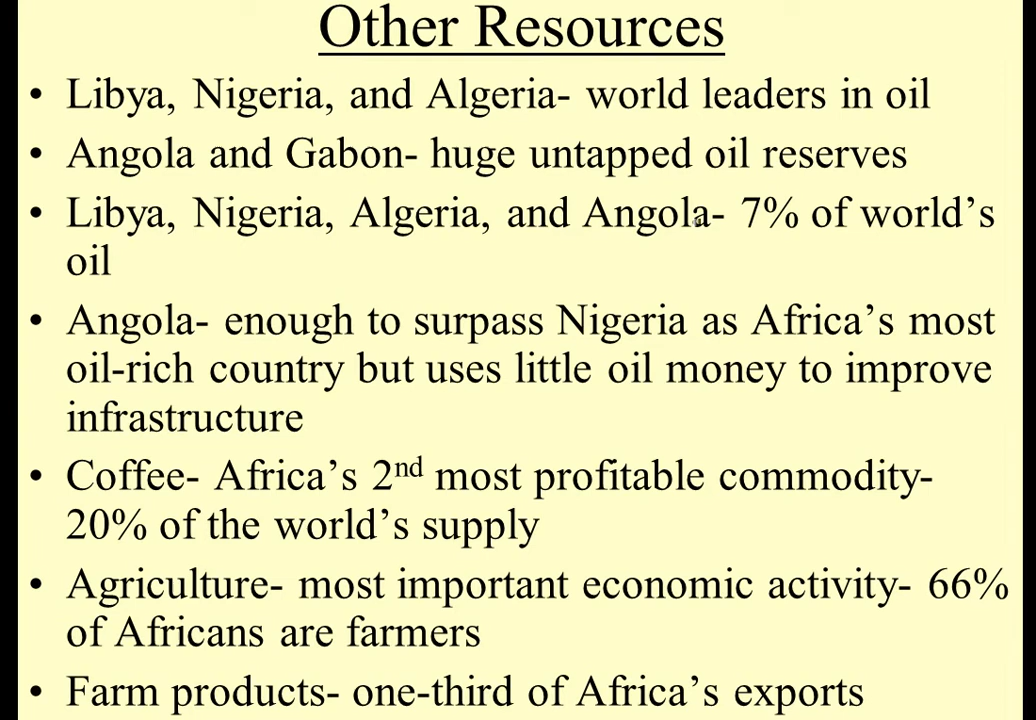 Other Resources
• Libya, Nigeria, and Algeria- world leaders in oil
• Angola and Gabon- huge untapped oil reserves
• Libya, Nigeria, Algeria, and Angola- 7% of world’s
oil
• Angola- enough to surpass Nigeria as Africa’s most
oil-rich country but uses little oil money to improve
infrastructure
• Coffee- Africa’s 2nd most profitable commodity-
20% of the world’s supply
• Agriculture- most important economic activity- 66%
of Africans are farmers
• Farm products- one-third of Africa’s exports